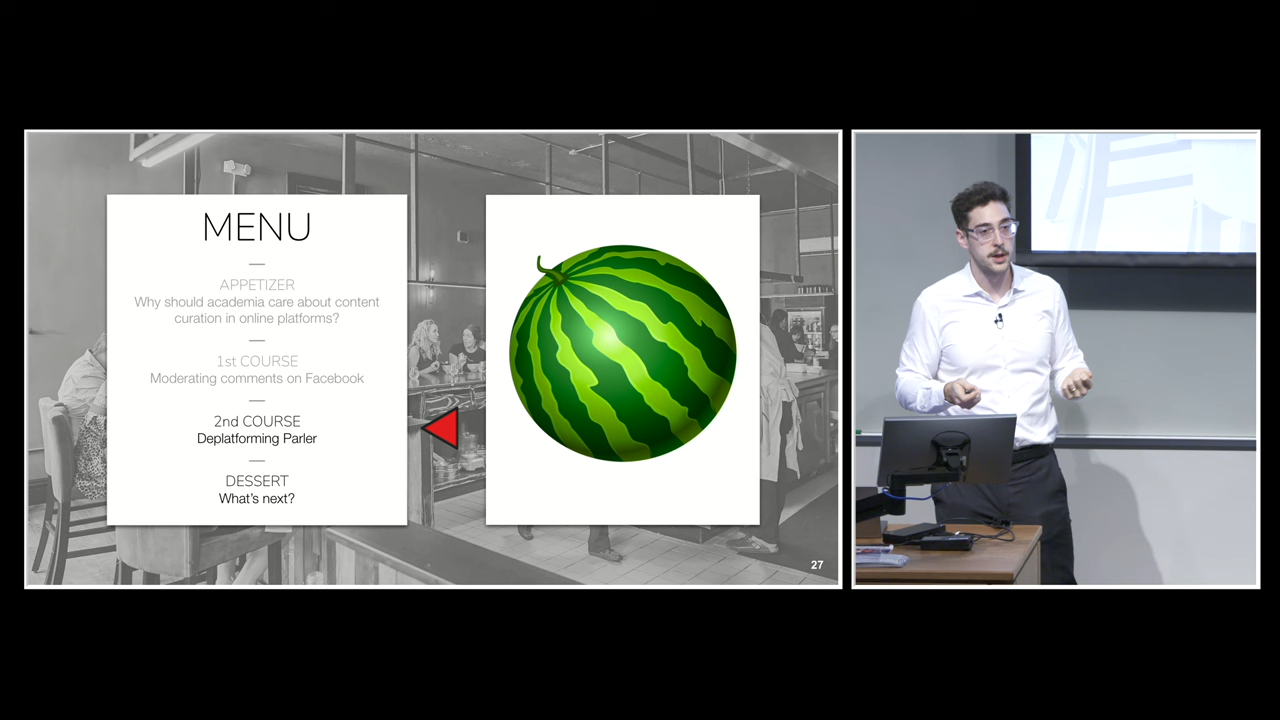 MENU
APPETIZER
Why should academia care about content
curation in online platforms?
1st COURSE
Moderating comments on Facebook
2nd COURSE
Deplatforming Parler
DESSERT
What's next?
27